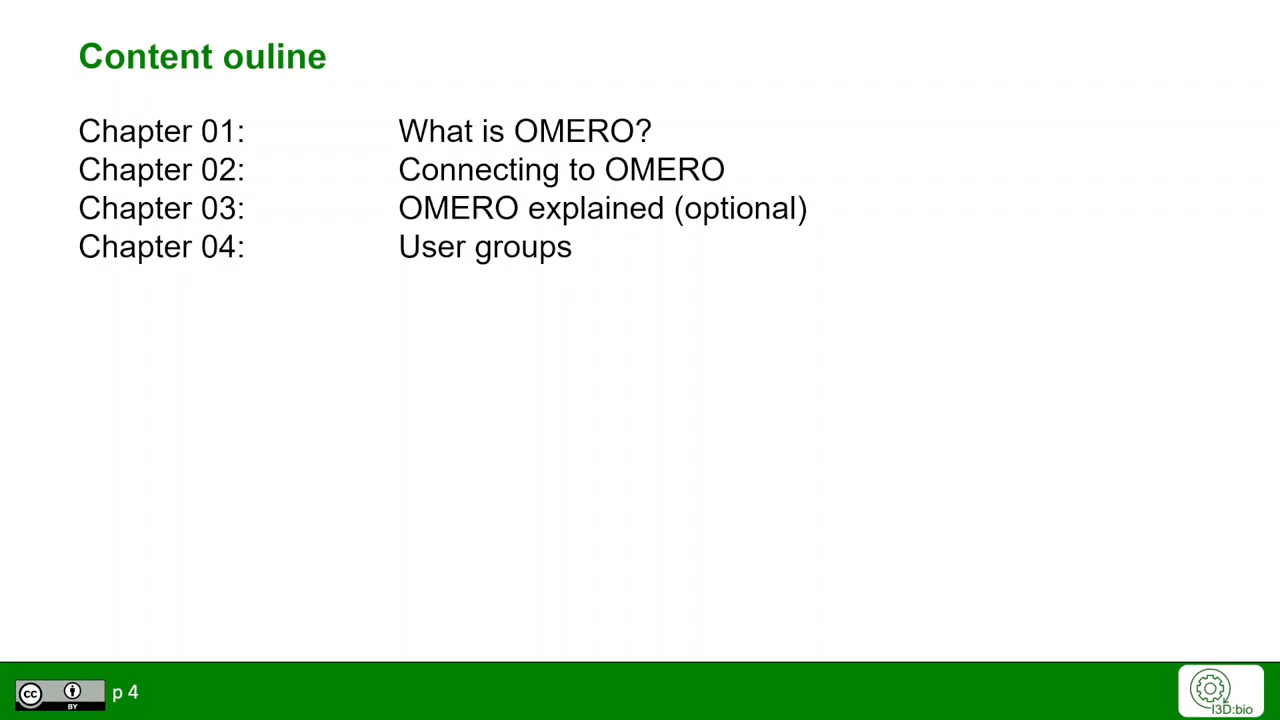 Content ouline
Chapter 01: What is OMERO?
Chapter 02: Connecting to OMERO
Chapter 03: OMERO explained (optional)
Chapter 04: User groups
cc BY p 4
I3D:bio